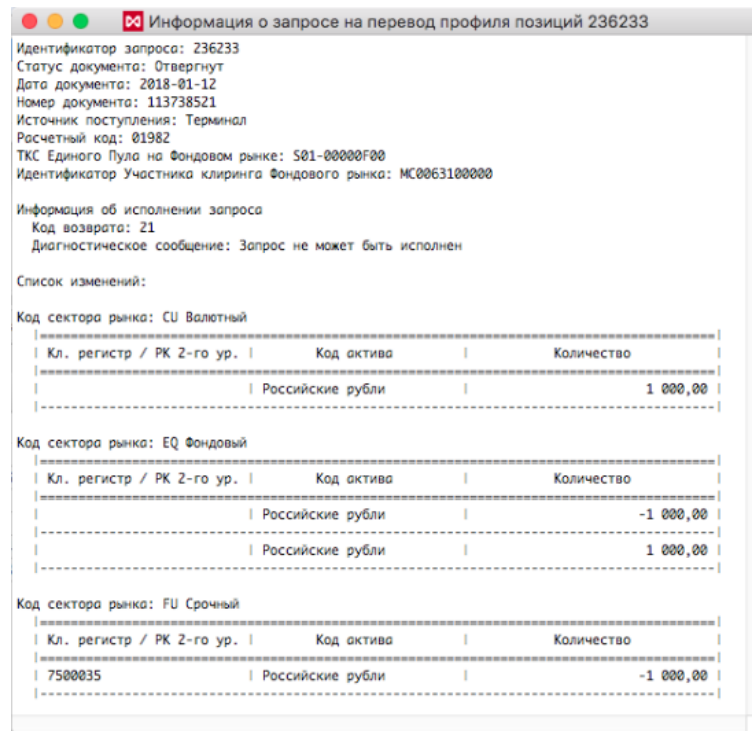 Информация о запросе на перевод профиля позиций 236233
Идентификатор запроса: 236233
Статус документа: Отвергнут
Дата документа: 2018-01-12
Номер документа: 113738521
Источник поступления: Терминал
Расчетный код: 01982
ТКС Единого Пула на Фондовом рынке: S01-00000F00
Идентификатор Участника клиринга Фондового рынка: MC0063100000
Информация об исполнении запроса
Код возврата: 21
Диагностическое сообщение: Запрос не может быть исполнен
Список изменений:
Код сектора рынка: CU Валютный
Кл. регистр / РК 2-го ур. | Код актива | Количество
Российские рубли | 1 000,00
Код сектора рынка: EQ Фондовый
Кл. регистр / РК 2-го ур. | Код актива | Количество
Российские рубли | -1 000,00
Российские рубли | 1 000,00
Код сектора рынка: FU Срочный
Кл. регистр / РК 2-го ур. | Код актива | Количество
7500035 | Российские рубли | -1 000,00